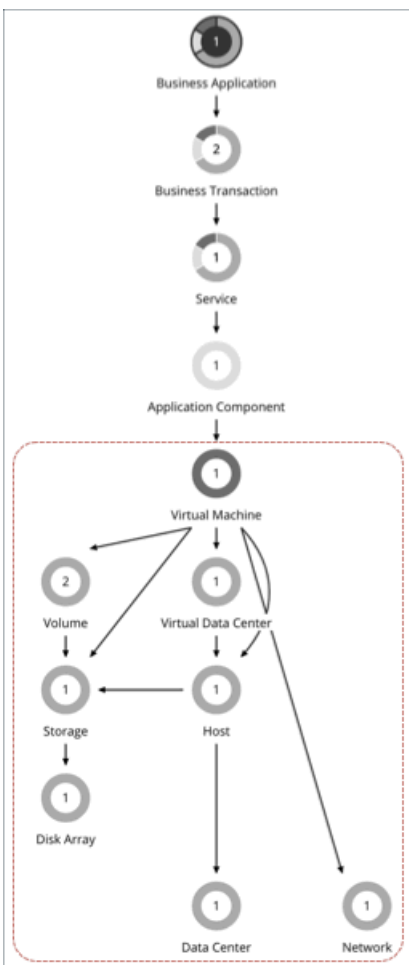 1
Business Application
2
Business Transaction
1
Service
1
Application Component
1
Virtual Machine
2
1
Volume
Virtual Data Center
1
1
Storage
Host
1
Disk Array
1
1
Data Center
Network